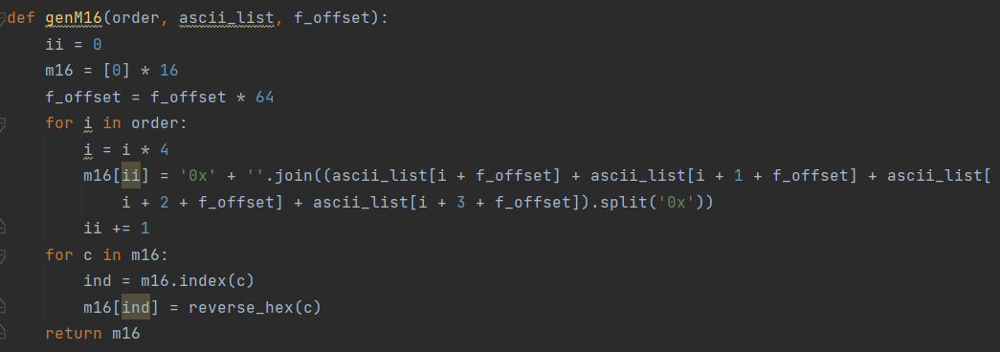 def genM16(order, ascii_list, f_offset):
    ii = 0
    m16 = [0] * 16
    f_offset = f_offset * 64
    for i in order:
        i = i * 4
        m16[ii] = '0x' + ''.join((ascii_list[i + f_offset] + ascii_list[i + 1 + f_offset] + ascii_list[
            i + 2 + f_offset] + ascii_list[i + 3 + f_offset]).split('0x'))
        ii += 1
    for c in m16:
        ind = m16.index(c)
        m16[ind] = reverse_hex(c)
    return m16